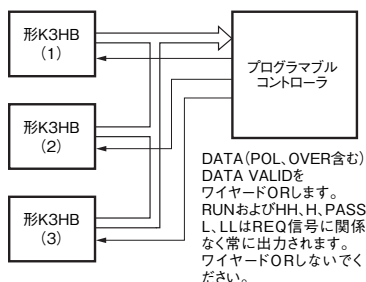 形K3HB
(1)
形K3HB
(2)
形K3HB
(3)
プログラマブル
コントローラ
DATA(POL、OVER含む)
DATA VALIDを
ワイヤードORします。
RUNおよびHH、H、PASS
L、LLはREQ信号に関係
なく常に出力されます。
ワイヤードORしないでく
ださい。